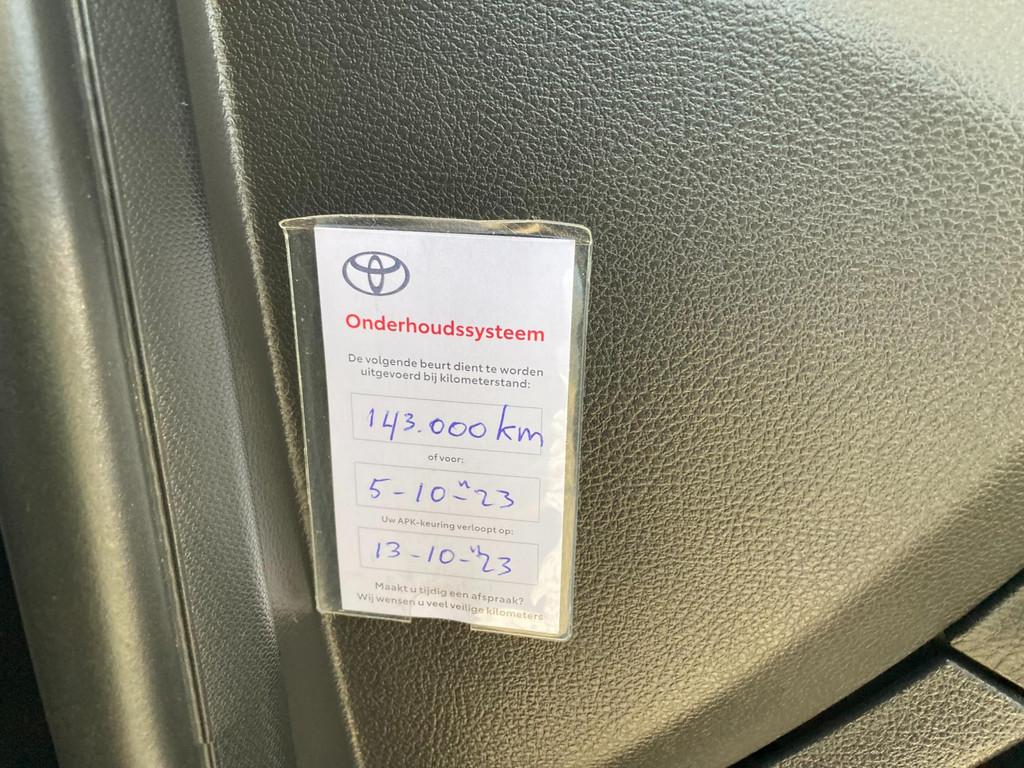 Onderhoudssysteem
De volgende beurt dient te worden
uitgevoerd bij kilometerstand:
143.000 km
of voor:
5-10-"23
Uw APK-keuring verloopt op:
13-10-"23
Maakt u tijdig een afspraak?
Wij wensen u veel veilige kilometers